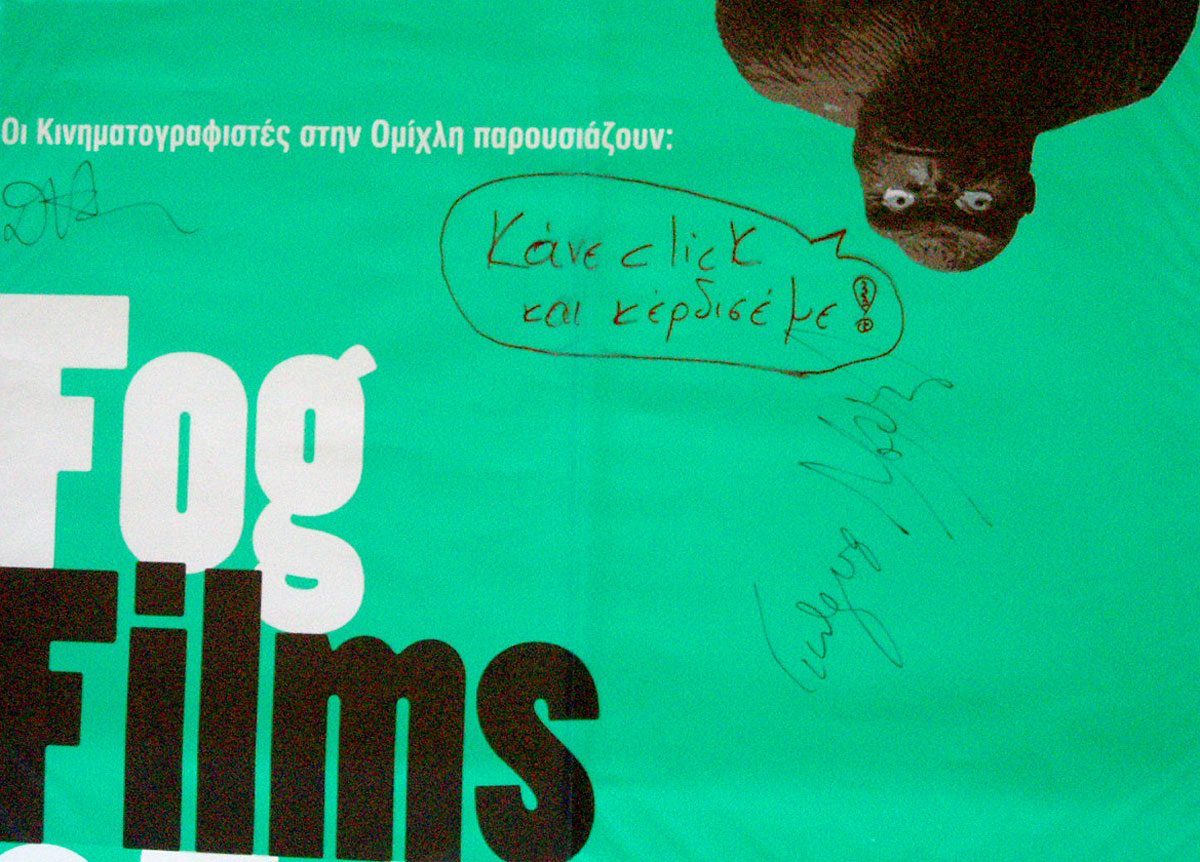 Οι Κινηματογραφιστές στην Ομίχλη παρουσιάζουν:
Κάνε click
και κέρδισέ με!
Fog
Films